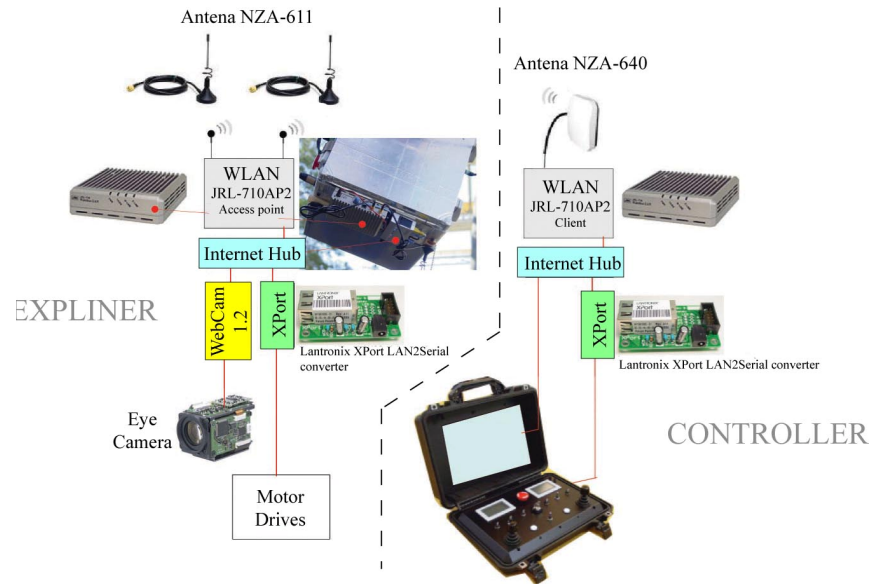 Antena NZA-611
Antena NZA-640
WLAN
JRL-710AP2
Access point
WLAN
JRL-710AP2
Client
Internet Hub
Internet Hub
EXPLINER
WebCam
1.2
XPort
XPort
Lantronix XPort LAN2Serial
converter
Lantronix XPort LAN2Serial converter
Eye
Camera
CONTROLLER
Motor
Drives